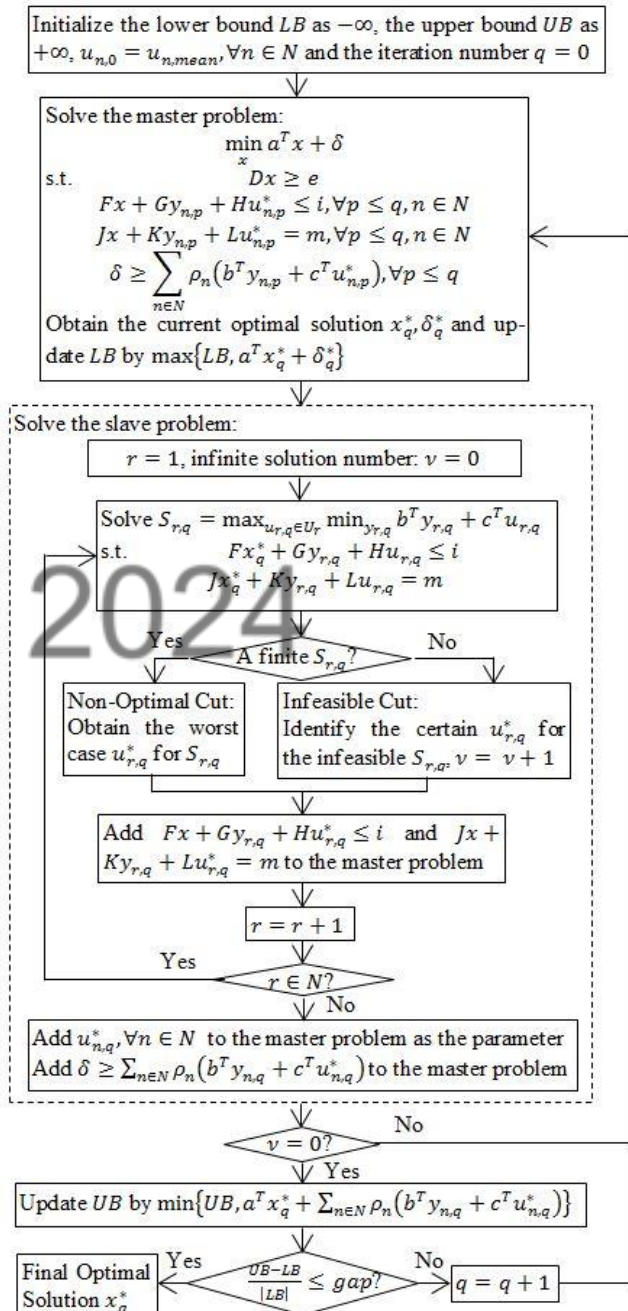 Initialize the lower bound LB as −∞, the upper bound UB as
+∞, u_{n,0} = u_{n,mean}, ∀n ∈ N and the iteration number q = 0
Solve the master problem:
min_x a^T x + δ
s.t. Dx ≥ e
Fx + Gy_{n,p} + Hu*_{n,p} ≤ i, ∀p ≤ q, n ∈ N
Jx + Ky_{n,p} + Lu*_{n,p} = m, ∀p ≤ q, n ∈ N
δ ≥ ∑_{n∈N} ρ_n(b^T y_{n,p} + c^T u*_{n,p}), ∀p ≤ q
Obtain the current optimal solution x*_q, δ*_q and up-
date LB by max{LB, a^T x*_q + δ*_q}
Solve the slave problem:
r = 1, infinite solution number: ν = 0
Solve S_{r,q} = max_{u_{r,q}∈U_r} min_{y_{r,q}} b^T y_{r,q} + c^T u_{r,q}
s.t. Fx*_q + Gy_{r,q} + Hu_{r,q} ≤ i
Jx*_q + Ky_{r,q} + Lu_{r,q} = m
2024
Yes
A finite S_{r,q}?
No
Non-Optimal Cut:
Obtain the worst
case u*_{r,q} for S_{r,q}
Infeasible Cut:
Identify the certain u*_{r,q} for
the infeasible S_{r,q}, ν = ν + 1
Add Fx + Gy_{r,q} + Hu*_{r,q} ≤ i and Jx +
Ky_{r,q} + Lu*_{r,q} = m to the master problem
r = r + 1
Yes
r ∈ N?
No
Add u*_{n,q}, ∀n ∈ N to the master problem as the parameter
Add δ ≥ ∑_{n∈N} ρ_n(b^T y_{n,q} + c^T u*_{n,q}) to the master problem
ν = 0?
No
Yes
Update UB by min{UB, a^T x*_q + ∑_{n∈N} ρ_n(b^T y_{n,q} + c^T u*_{n,q})}
Final Optimal
Solution x*_q
Yes
(UB−LB)/|LB| ≤ gap?
No
q = q + 1